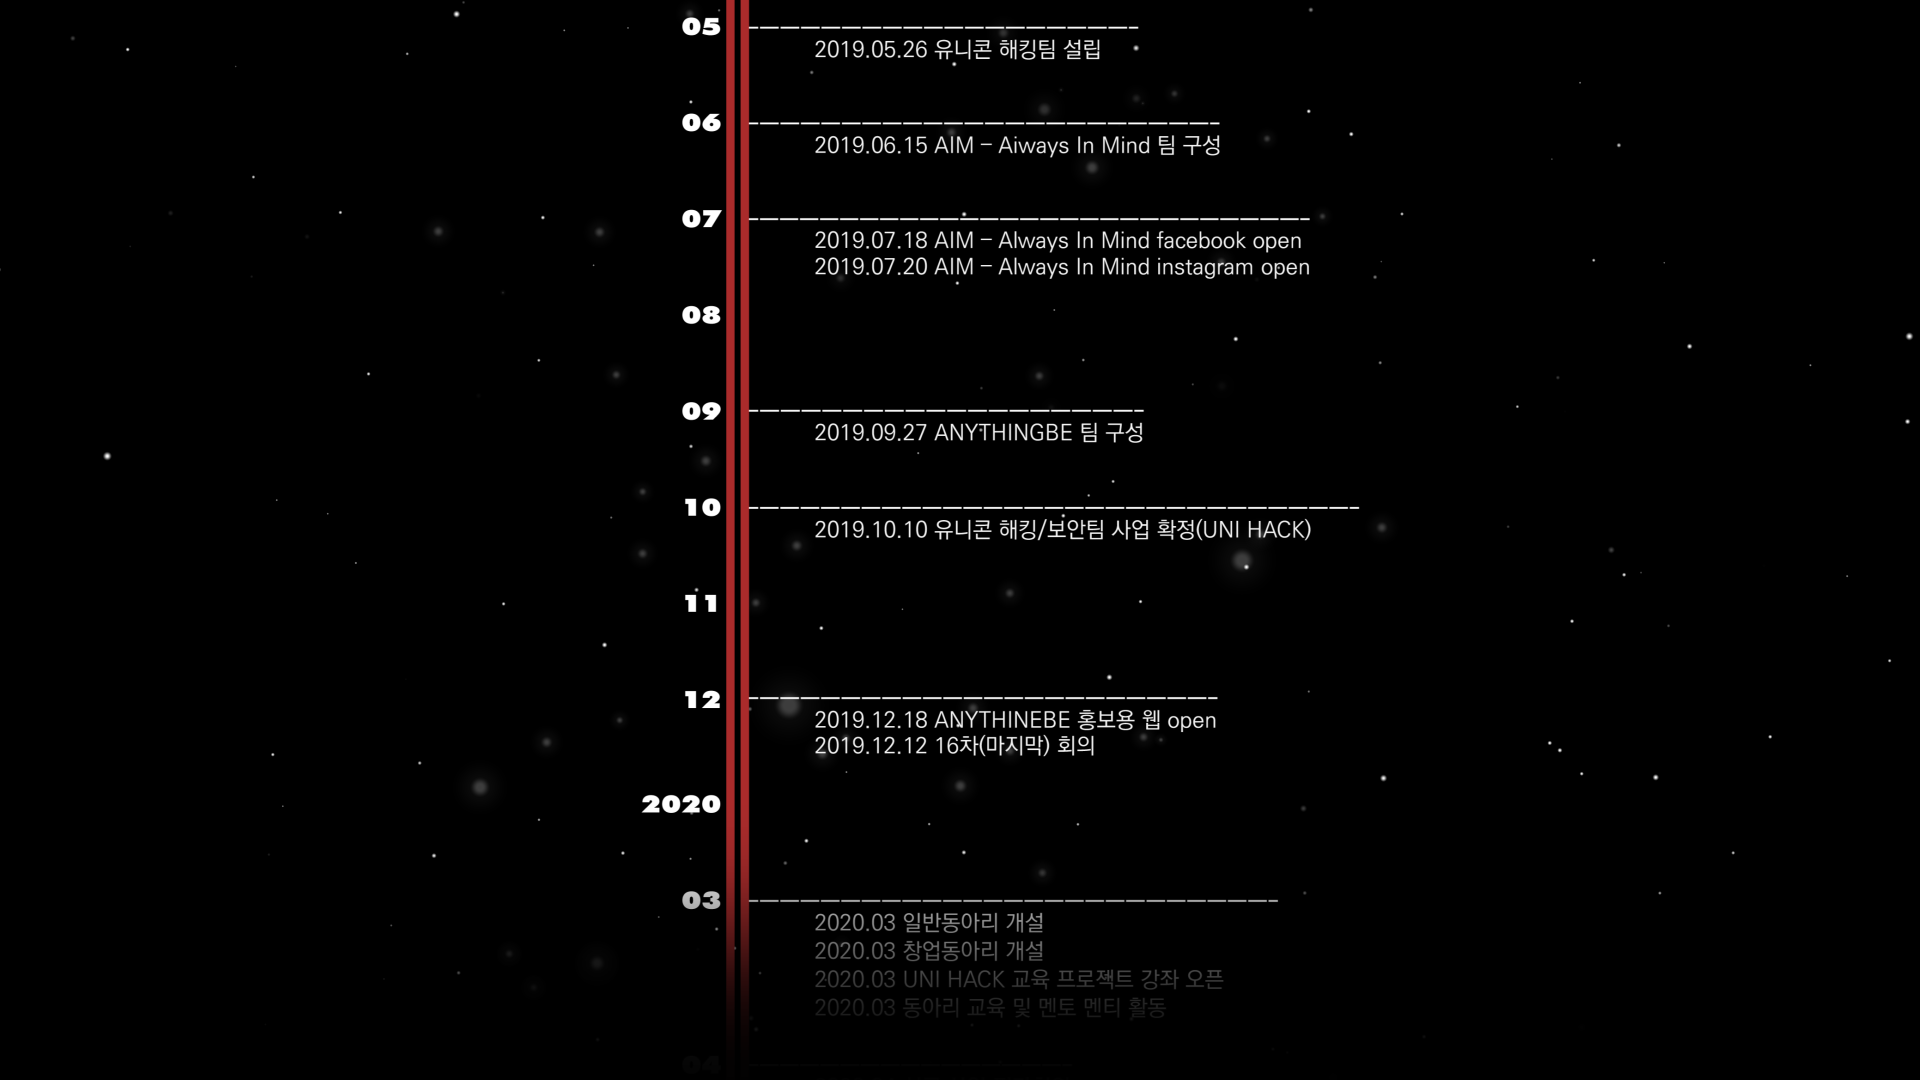 05
2019.05.26 유니콘 해킹팀 설립
06
2019.06.15 AIM - Aiways In Mind 팀 구성
07
2019.07.18 AIM - Always In Mind facebook open
2019.07.20 AIM - Always In Mind instagram open
08
09
2019.09.27 ANYTHINGBE 팀 구성
10
2019.10.10 유니콘 해킹/보안팀 사업 확정(UNI HACK)
11
12
2019.12.18 ANYTHINEBE 홍보용 웹 open
2019.12.12 16차(마지막) 회의
2020
03
2020.03 일반동아리 개설
2020.03 창업동아리 개설
2020.03 UNI HACK 교육 프로젝트 강좌 오픈
2020.03 동아리 교육 및 멘토 멘티 활동
04